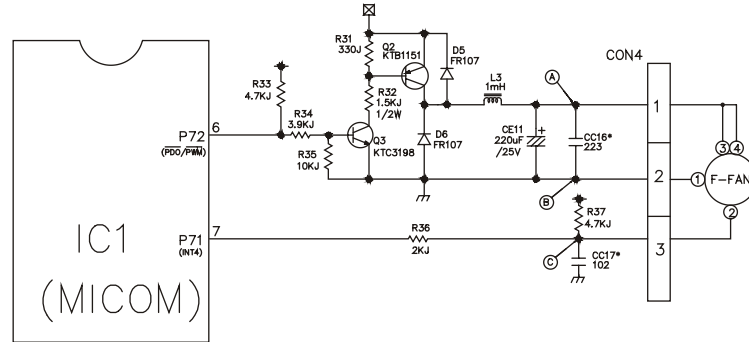 R31
330J
Q2
KTB1151
D5
FR107
CON4
R33
4.7KJ
R32
1.5KJ
1/2W
L3
1mH
A
1
6
P72
(PDO/PWM)
R34
3.9KJ
Q3
KTC3198
D6
FR107
CE11
220uF
/25V
+
CC16*
223
3
4
R35
10KJ
F-FAN
1
2
B
2
R37
4.7KJ
7
P71
(INT4)
R36
2KJ
C
3
CC17*
102
IC1
(MICOM)